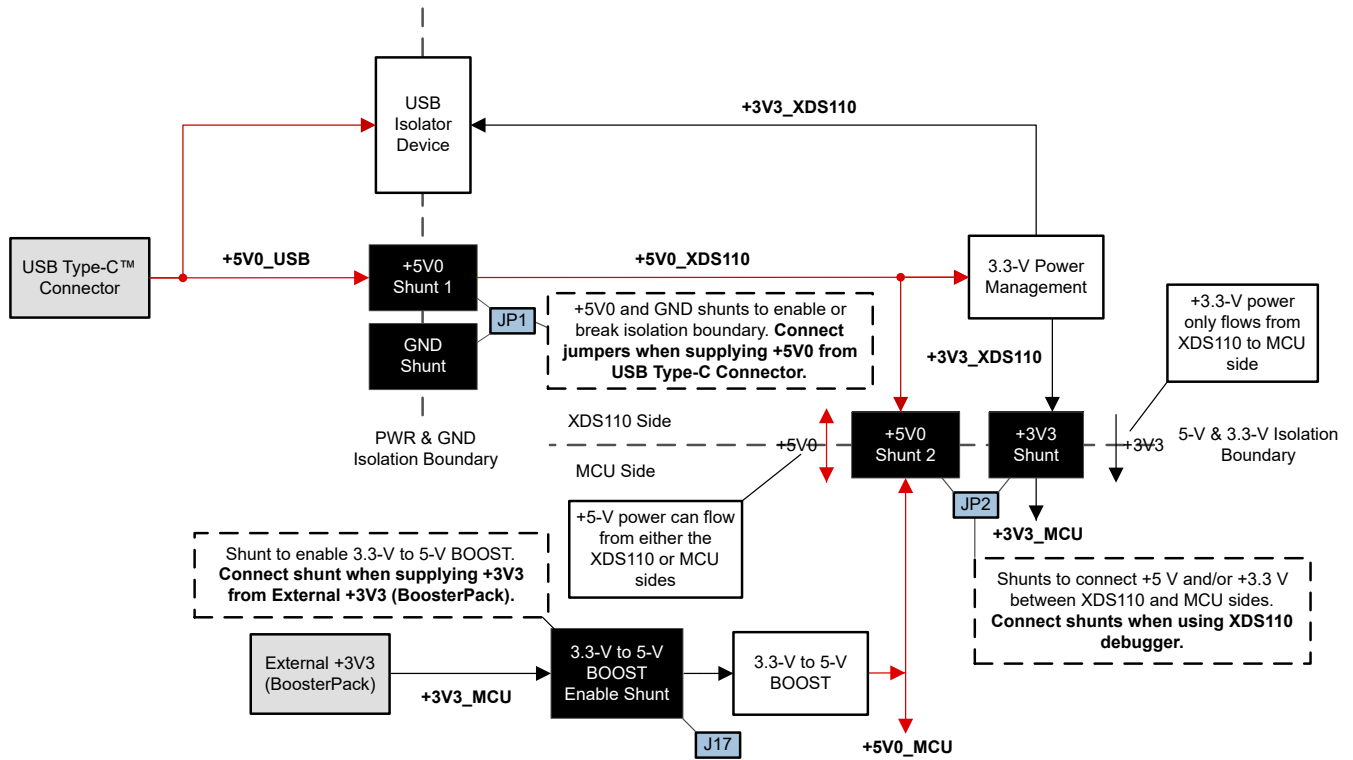 USB
Isolator
Device
+3V3_XDS110
USB Type-C™
Connector
+5V0_USB
+5V0
Shunt 1
+5V0_XDS110
3.3-V Power
Management
JP1
GND
Shunt
+5V0 and GND shunts to enable or
break isolation boundary. Connect
jumpers when supplying +5V0 from
USB Type-C Connector.
+3V3_XDS110
+3.3-V power
only flows from
XDS110 to MCU
side
PWR & GND
Isolation Boundary
XDS110 Side
+5V0
MCU Side
+5V0
Shunt 2
+3V3
Shunt
+3V3
5-V & 3.3-V Isolation
Boundary
JP2
+3V3_MCU
+5-V power can flow
from either the
XDS110 or MCU
sides
Shunt to enable 3.3-V to 5-V BOOST.
Connect shunt when supplying +3V3
from External +3V3 (BoosterPack).
Shunts to connect +5 V and/or +3.3 V
between XDS110 and MCU sides.
Connect shunts when using XDS110
debugger.
External +3V3
(BoosterPack)
+3V3_MCU
3.3-V to 5-V
BOOST
Enable Shunt
3.3-V to 5-V
BOOST
J17
+5V0_MCU